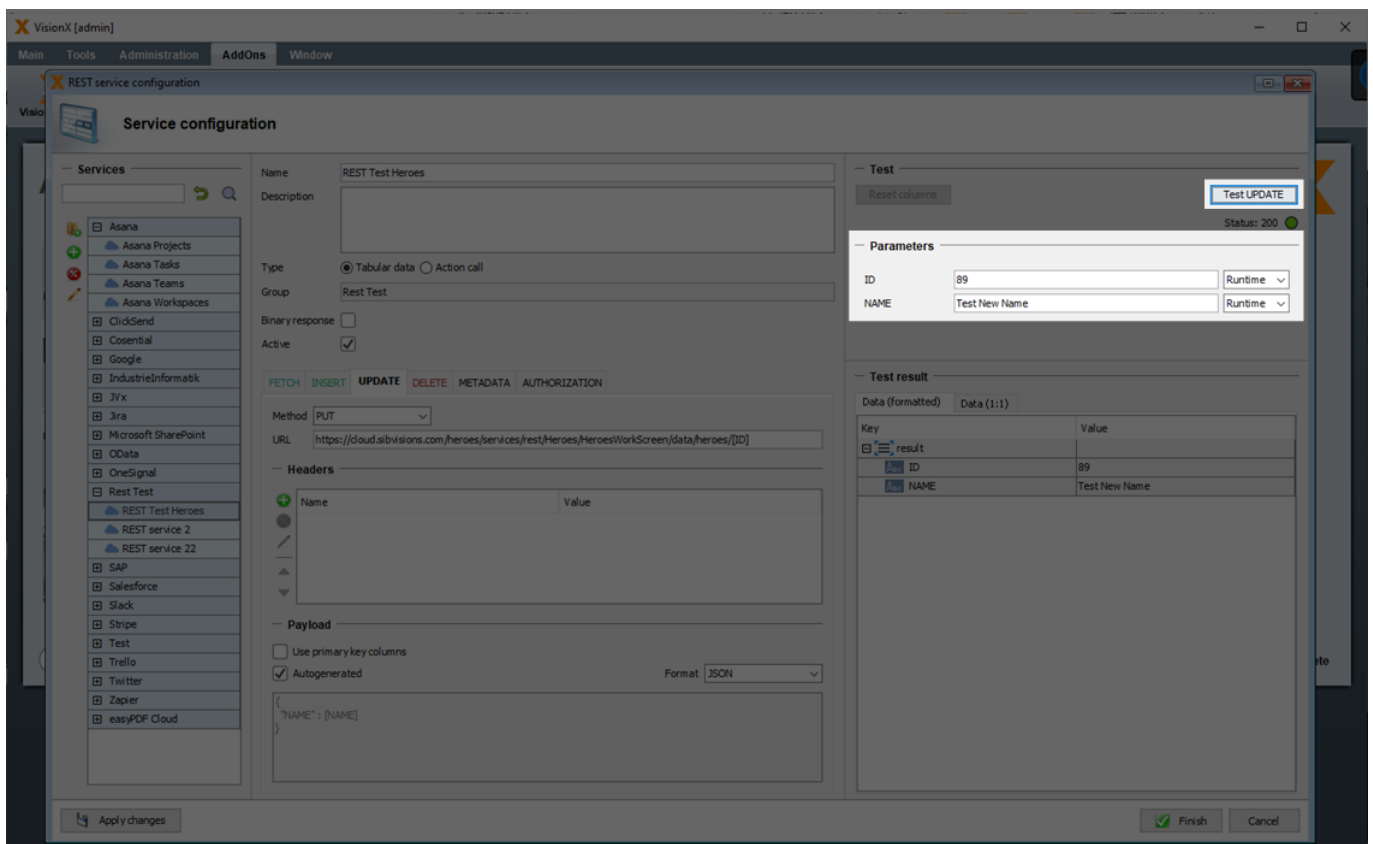 VisionX [admin]
Main Tools Administration AddOns Window
REST service configuration
Visio
Service configuration
Services
Asana
Asana Projects
Asana Tasks
Asana Teams
Asana Workspaces
ClickSend
Cosential
Google
IndustrieInformatik
JVx
Jira
Microsoft SharePoint
OData
OneSignal
Rest Test
REST Test Heroes
REST service 2
REST service 22
SAP
Salesforce
Slack
Stripe
Test
Trello
Twitter
Zapier
easyPDF Cloud
Name REST Test Heroes
Description
Type Tabular data Action call
Group Rest Test
Binary response
Active
FETCH INSERT UPDATE DELETE METADATA AUTHORIZATION
Method PUT
URL https://cloud.sibvisions.com/heroes/services/rest/Heroes/HeroesWorkScreen/data/heroes/[ID]
Headers
Name Value
Payload
Use primary key columns
Autogenerated Format JSON
{
"NAME" : [NAME]
}
Test
Reset columns Test UPDATE
Status: 200
Parameters
ID 89 Runtime
NAME Test New Name Runtime
Test result
Data (formatted) Data (1:1)
Key Value
result
Abc ID 89
Abc NAME Test New Name
Apply changes Finish Cancel